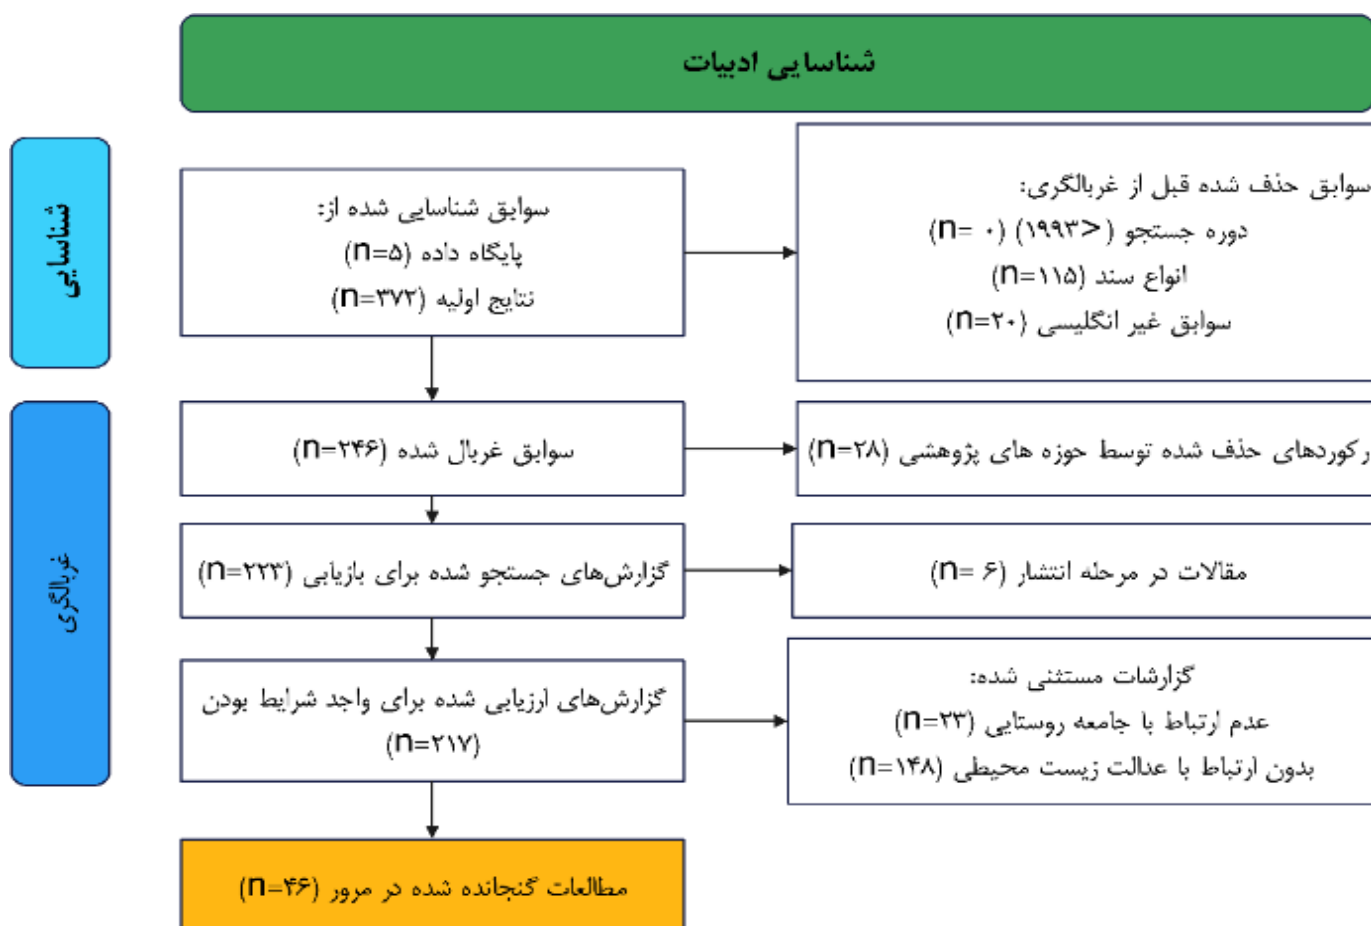 شناسایی ادبیات
شناسایی
سوابق شناسایی شده از:
پایگاه داده (n=۵)
نتایج اولیه (n=۳۷۲)
سوابق حذف شده قبل از غربالگری:
دوره جستجو (<۱۹۹۳) (n= ۰)
انواع سند (n=۱۱۵)
سوابق غیر انگلیسی (n=۲۰)
غربالگری
سوابق غربال شده (n=۲۴۶)
رکوردهای حذف شده توسط حوزه های پژوهشی (n=۲۸)
گزارش‌های جستجو شده برای بازیابی (n=۲۲۳)
مقالات در مرحله انتشار (n= ۶)
گزارش‌های ارزیابی شده برای واجد شرایط بودن
(n=۲۱۷)
گزارشات مستثنی شده:
عدم ارتباط با جامعه روستایی (n=۲۳)
بدون ارتباط با عدالت زیست محیطی (n=۱۴۸)
مطالعات گنجانده شده در مرور (n=۴۶)